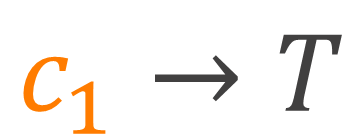 c₁ → T